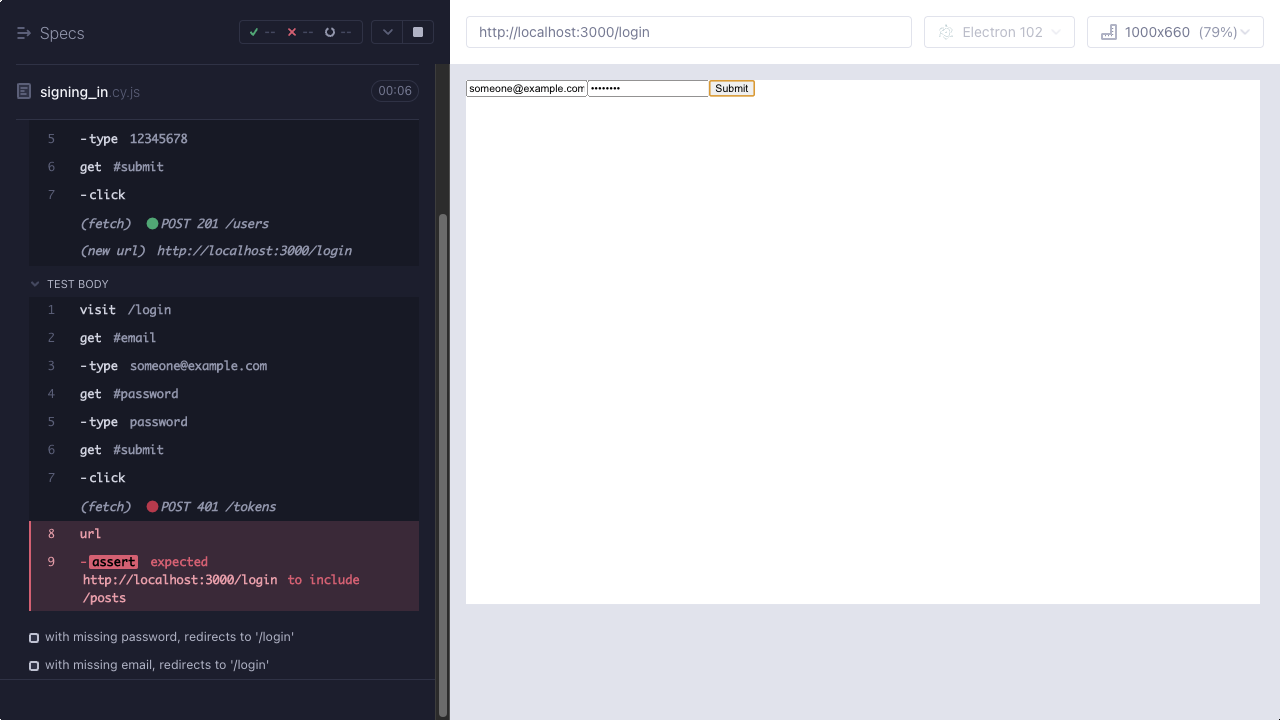 Specs
-- -- --
signing_in.cy.js 00:06
5 -type 12345678
6 get #submit
7 -click
(fetch) POST 201 /users
(new url) http://localhost:3000/login
TEST BODY
1 visit /login
2 get #email
3 -type someone@example.com
4 get #password
5 -type password
6 get #submit
7 -click
(fetch) POST 401 /tokens
8 url
9 -assert expected
http://localhost:3000/login to include
/posts
with missing password, redirects to '/login'
with missing email, redirects to '/login'
http://localhost:3000/login
Electron 102
1000x660 (79%)
someone@example.com •••••••• Submit